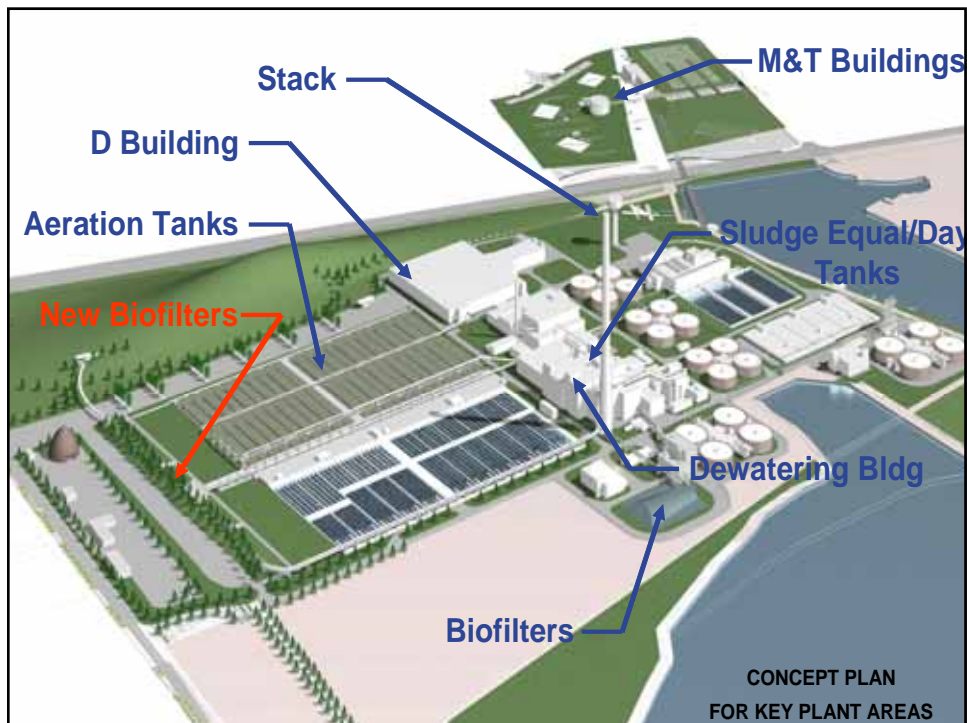 Stack
M&T Buildings
D Building
Aeration Tanks
Sludge Equal/Day
Tanks
New Biofilters
Dewatering Bldg
Biofilters
CONCEPT PLAN
FOR KEY PLANT AREAS